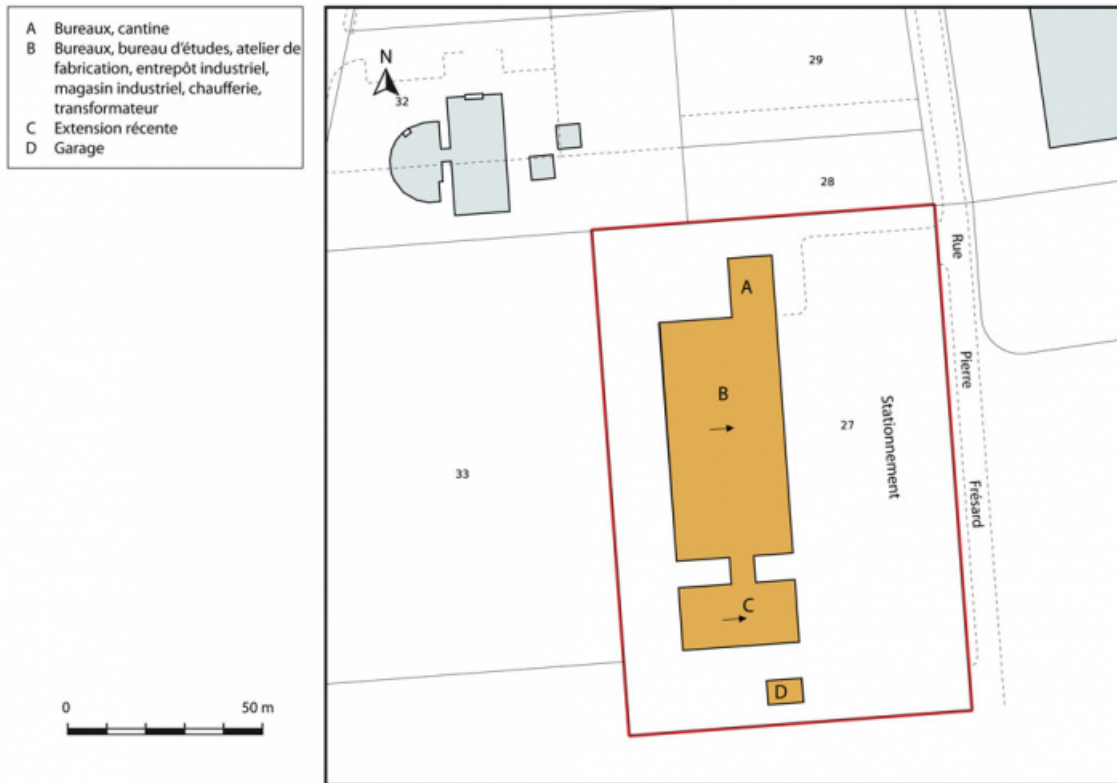 A Bureaux, cantine
B Bureaux, bureau d'études, atelier de
fabrication, entrepôt industriel,
magasin industriel, chaufferie,
transformateur
C Extension récente
D Garage
N
32
29
28
Rue
A
B
Pierre
27
Stationnement
33
Frésard
C
D
0 50 m